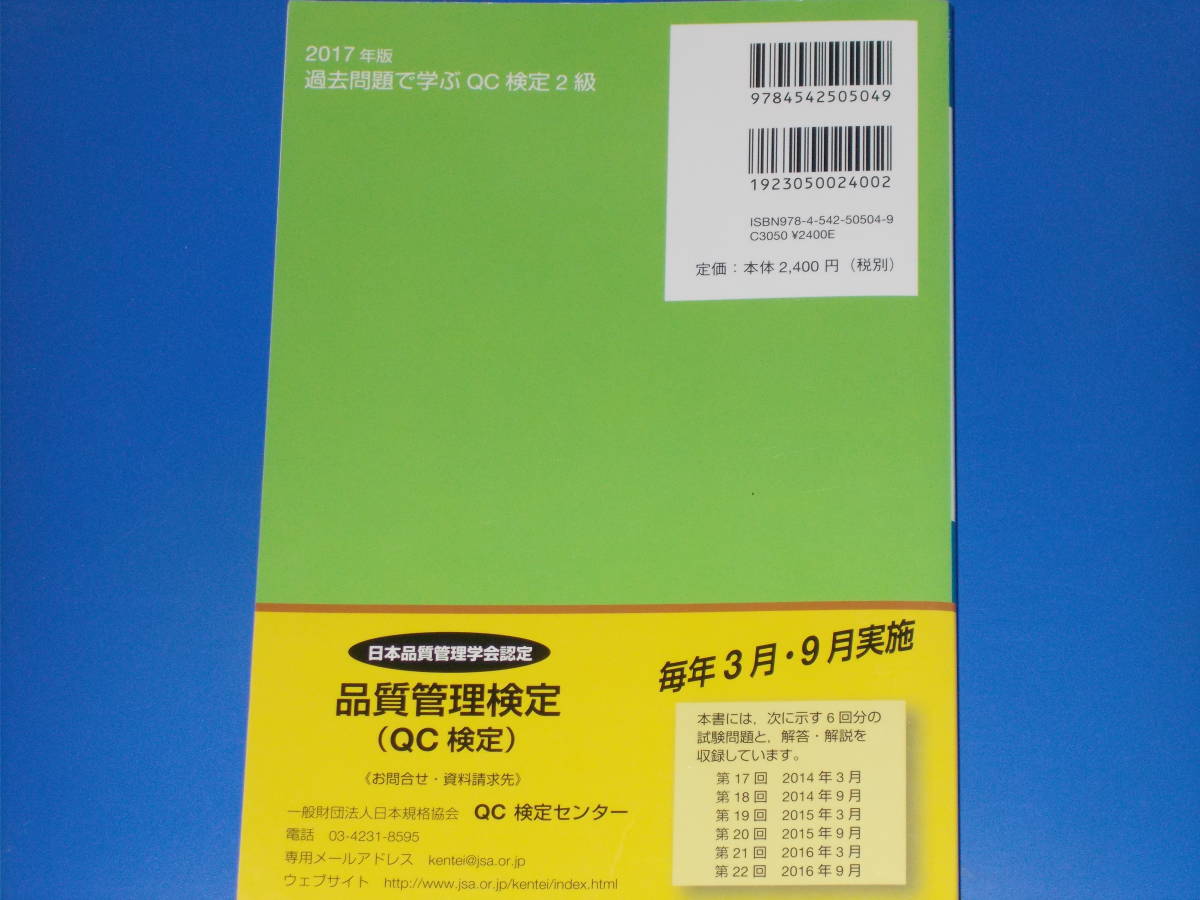 2017 年版
過去問題で学ぶ QC 検定 2 級
9784542505049
1923050024002
ISBN978-4-542-50504-9
C3050 ¥2400E
定価：本体 2,400 円（税別）
日本品質管理学会認定
品質管理検定
（QC 検定）
《お問合せ・資料請求先》
一般財団法人日本規格協会 QC 検定センター
電話 03-4231-8595
専用メールアドレス kentei@jsa.or.jp
ウェブサイト http://www.jsa.or.jp/kentei/index.html
毎年 3 月・9 月実施
本書には，次に示す 6 回分の
試験問題と，解答・解説を
収録しています。
第 17 回 2014 年 3 月
第 18 回 2014 年 9 月
第 19 回 2015 年 3 月
第 20 回 2015 年 9 月
第 21 回 2016 年 3 月
第 22 回 2016 年 9 月